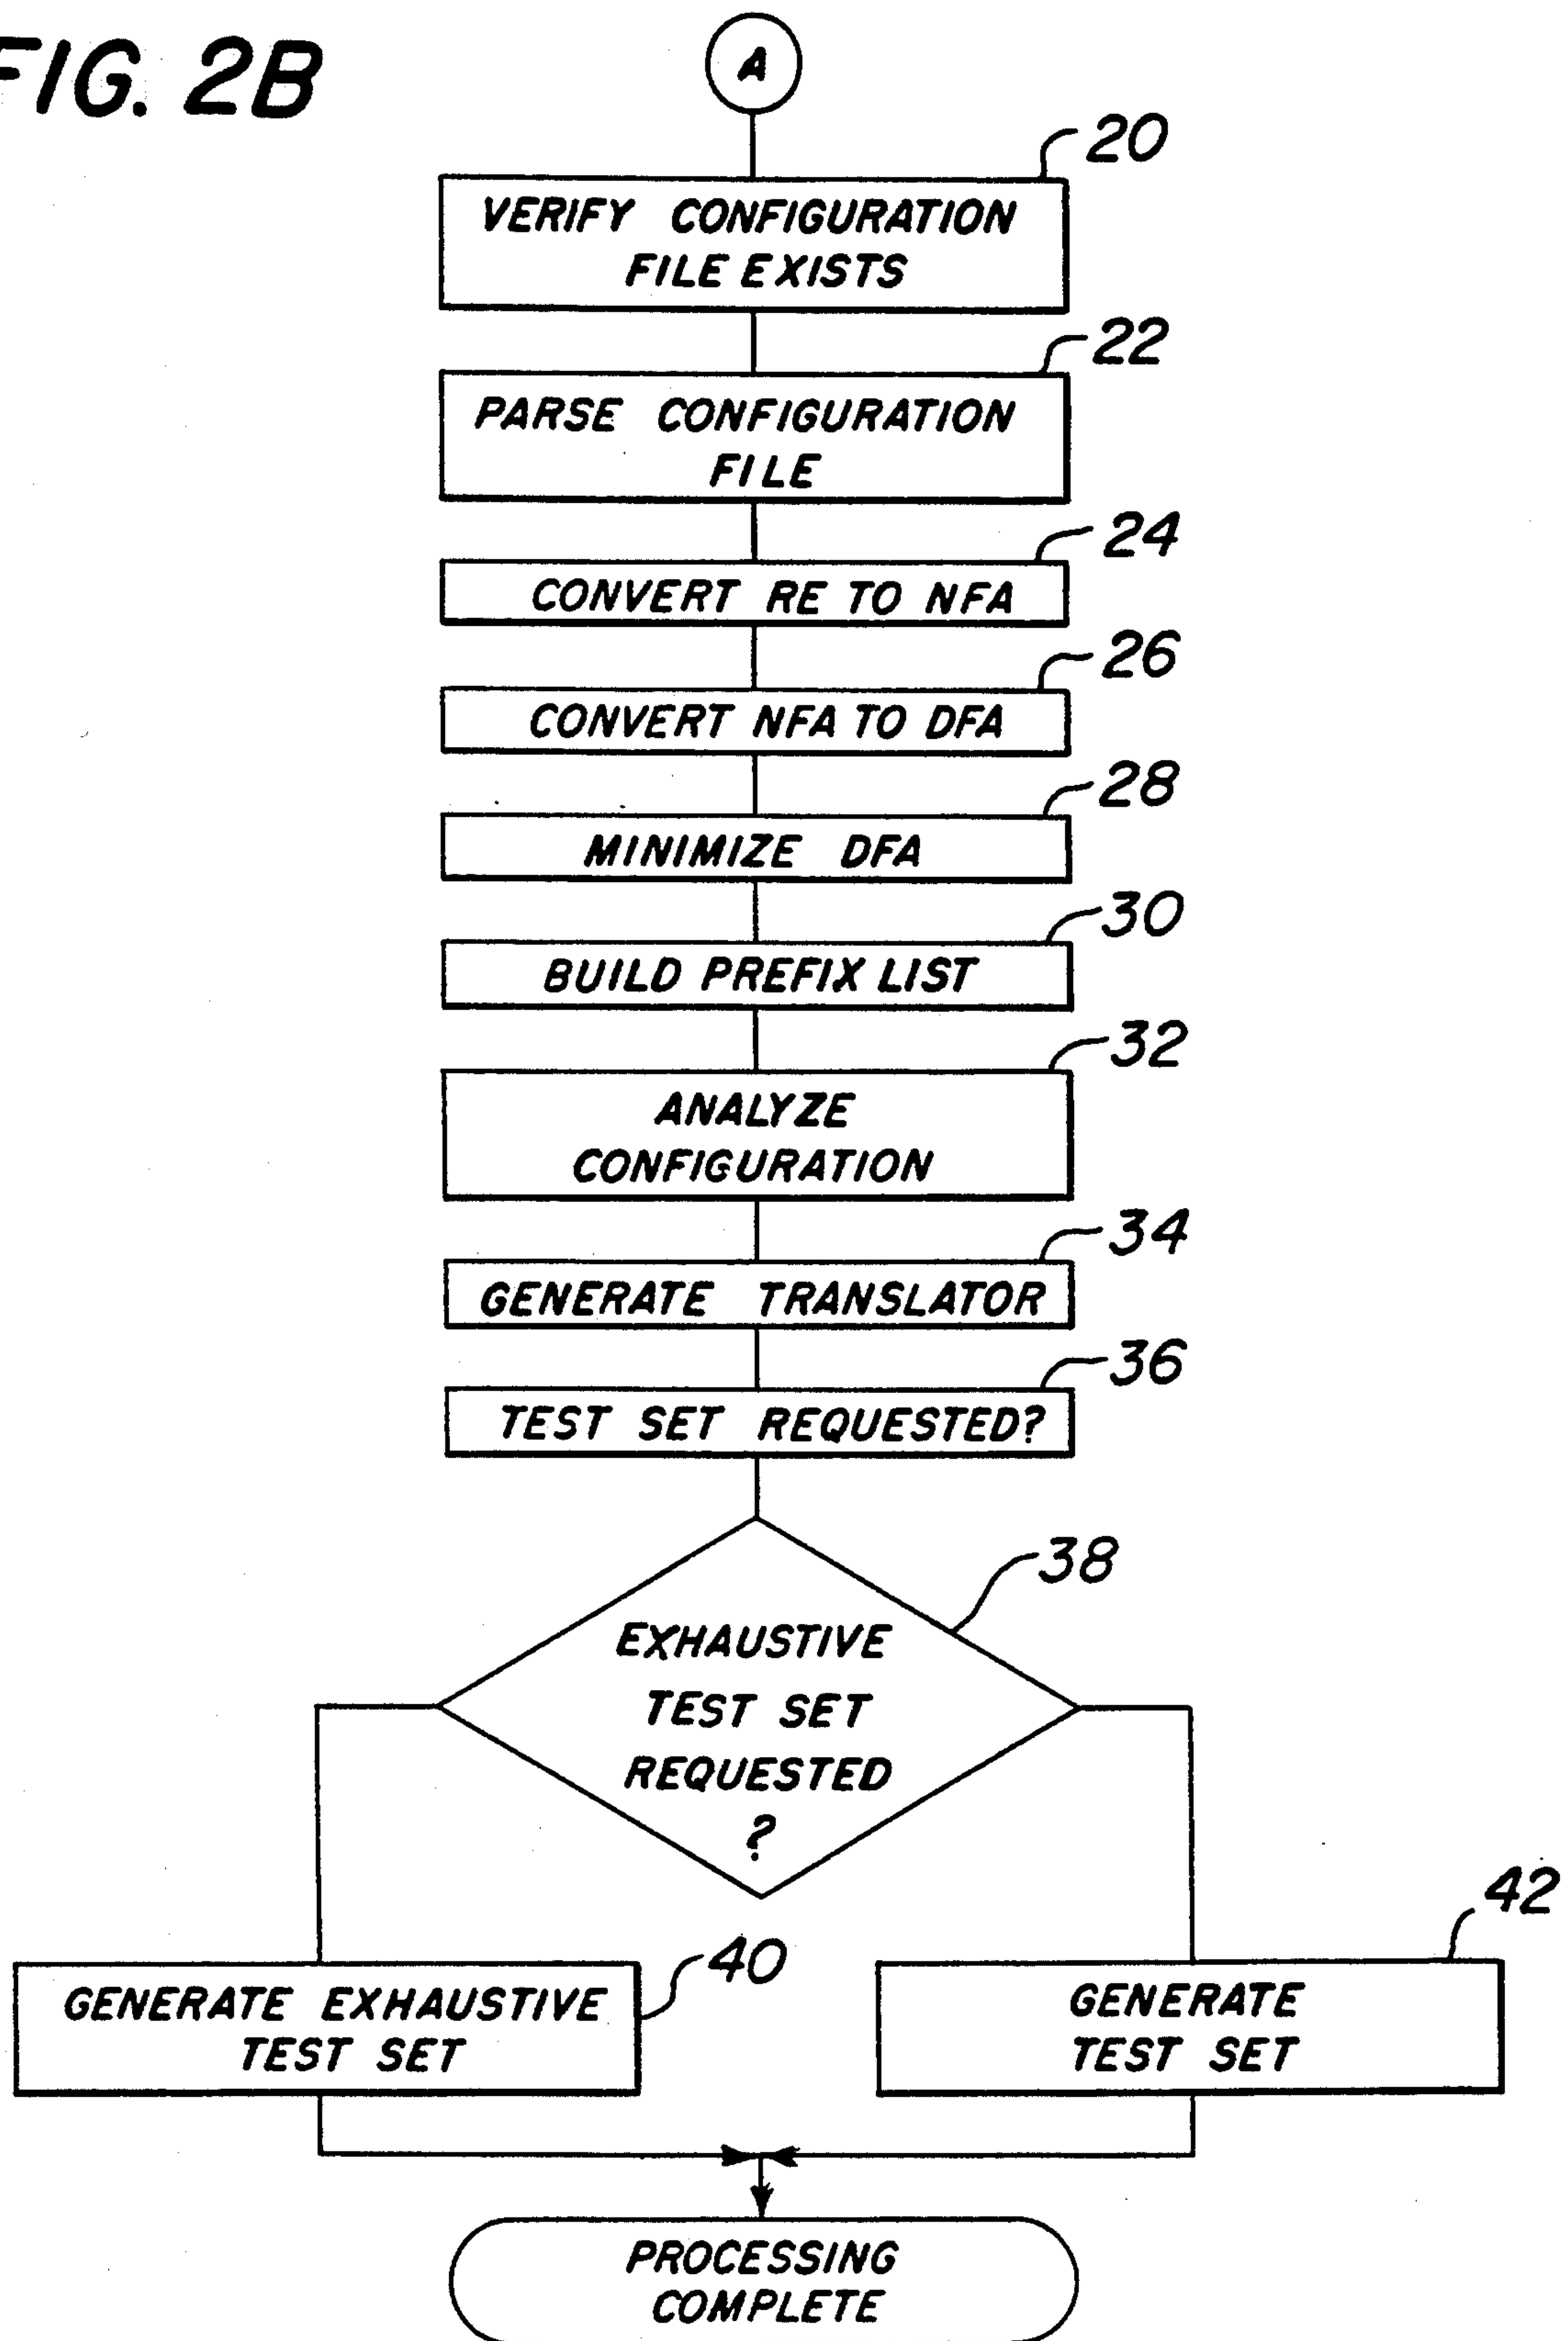 FIG. 2B
A
20
VERIFY CONFIGURATION
FILE EXISTS
22
PARSE CONFIGURATION
FILE
24
CONVERT RE TO NFA
26
CONVERT NFA TO DFA
28
MINIMIZE DFA
30
BUILD PREFIX LIST
32
ANALYZE
CONFIGURATION
34
GENERATE TRANSLATOR
36
TEST SET REQUESTED?
38
EXHAUSTIVE
TEST SET
REQUESTED
?
40
GENERATE EXHAUSTIVE
TEST SET
42
GENERATE
TEST SET
PROCESSING
COMPLETE